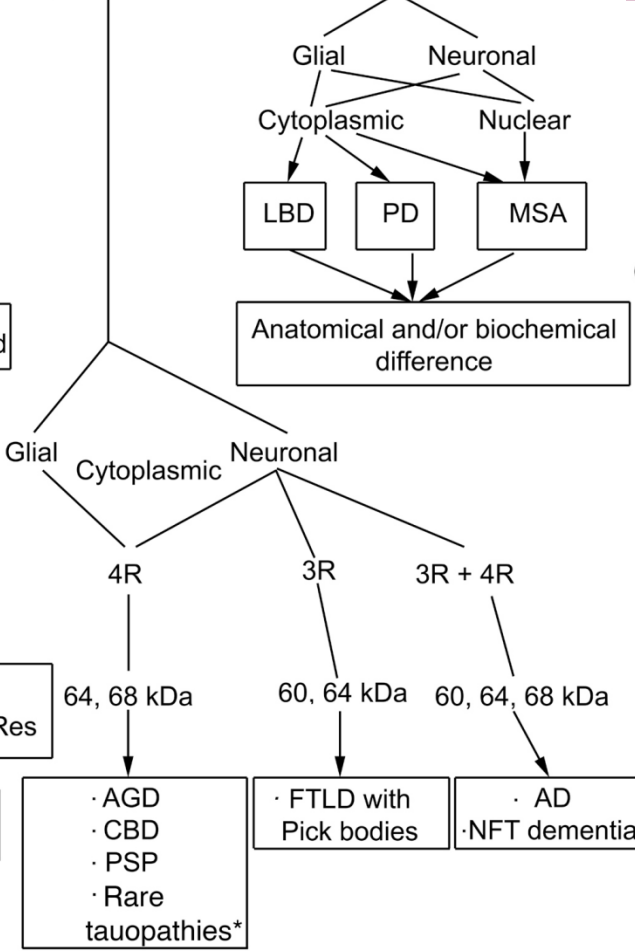 Glial Neuronal
Cytoplasmic Nuclear
LBD PD MSA
Anatomical and/or biochemical
difference
Glial Cytoplasmic Neuronal
4R 3R 3R + 4R
64, 68 kDa 60, 64 kDa 60, 64, 68 kDa
Res
· AGD
· CBD
· PSP
· Rare
tauopathies*
· FTLD with
Pick bodies
· AD
·NFT dementia